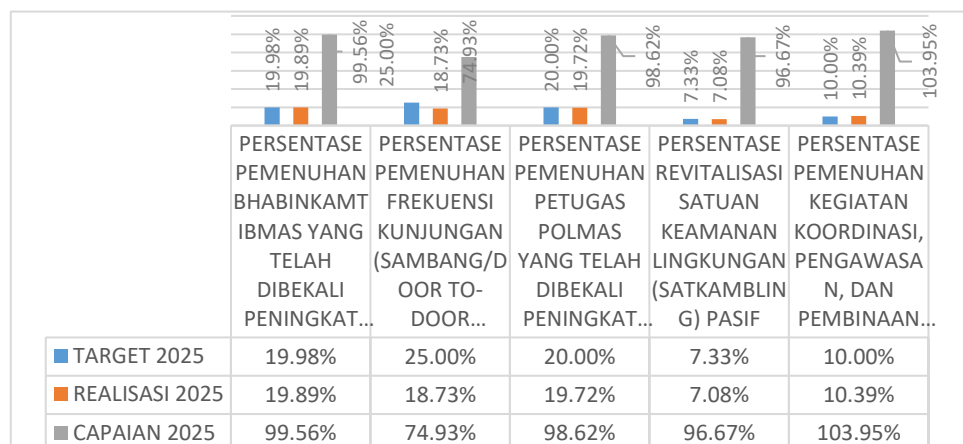 19.98%
19.89%
99.56%
25.00%
18.73%
74.93%
20.00%
19.72%
98.62%
7.33%
7.08%
96.67%
10.00%
10.39%
103.95%
PERSENTASE
PEMENUHAN
BHABINKAMT
IBMAS YANG
TELAH
DIBEKALI
PENINGKAT...
PERSENTASE
PEMENUHAN
FREKUENSI
KUNJUNGAN
(SAMBANG/D
OOR TO-
DOOR...
PERSENTASE
PEMENUHAN
PETUGAS
POLMAS
YANG TELAH
DIBEKALI
PENINGKAT...
PERSENTASE
REVITALISASI
SATUAN
KEAMANAN
LINGKUNGAN
(SATKAMBLIN
G) PASIF
PERSENTASE
PEMENUHAN
KEGIATAN
KOORDINASI,
PENGAWASA
N, DAN
PEMBINAAN...
TARGET 2025 19.98% 25.00% 20.00% 7.33% 10.00%
REALISASI 2025 19.89% 18.73% 19.72% 7.08% 10.39%
CAPAIAN 2025 99.56% 74.93% 98.62% 96.67% 103.95%